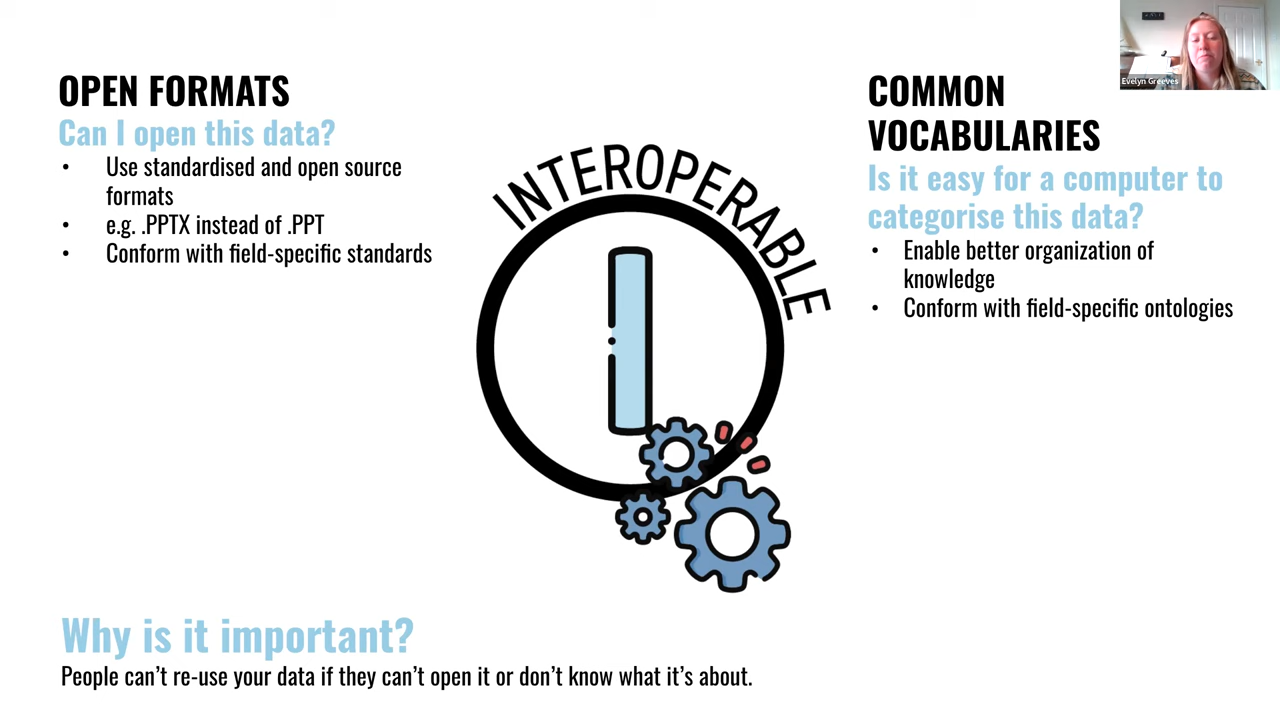 OPEN FORMATS
Can I open this data?
• Use standardised and open source
formats
• e.g. .PPTX instead of .PPT
• Conform with field-specific standards
INTEROPERABLE
I
COMMON
VOCABULARIES
Is it easy for a computer to
categorise this data?
• Enable better organization of
knowledge
• Conform with field-specific ontologies
Evelyn Greeves
Why is it important?
People can’t re-use your data if they can’t open it or don’t know what it’s about.